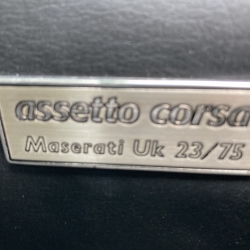 assetto corsa
Maserati Uk 23/75